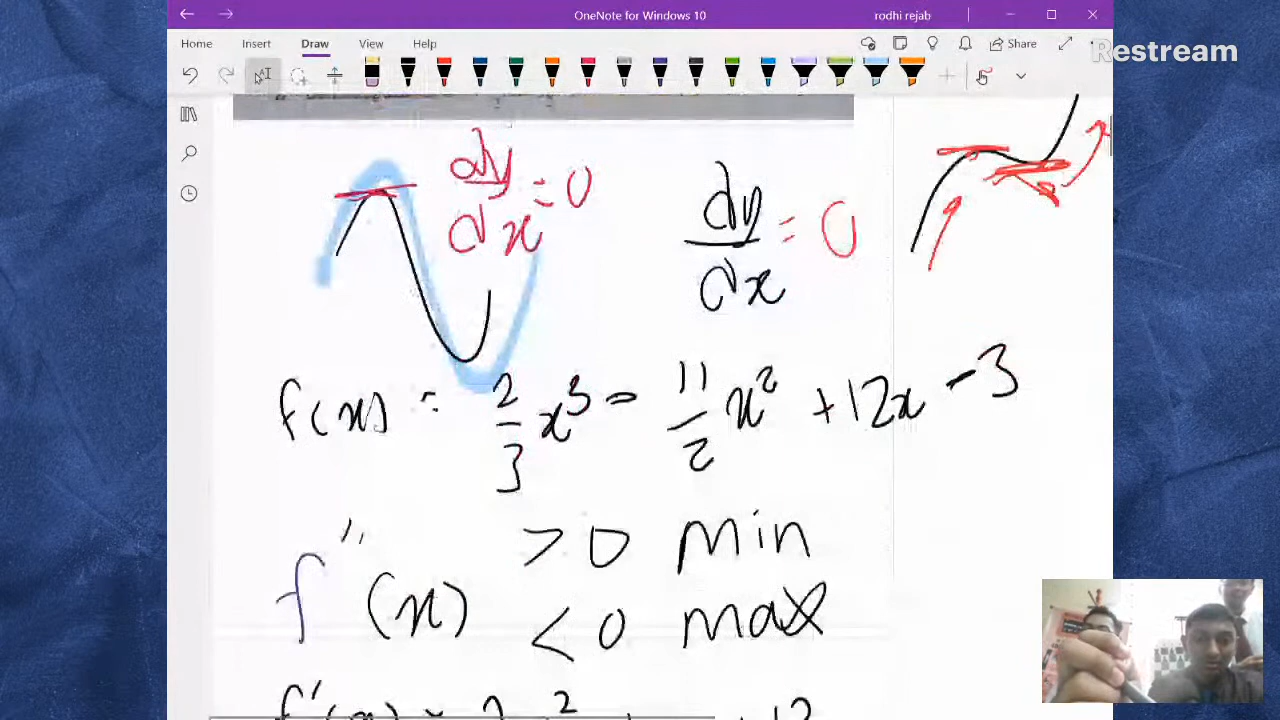 OneNote for Windows 10
rodhi rejab
Home Insert Draw View Help
Share
Restream
dy/dx = 0
dy/dx = 0
f(x) = 2/3 x³ - 11/2 x² + 12x - 3
f''(x) > 0 min
< 0 max